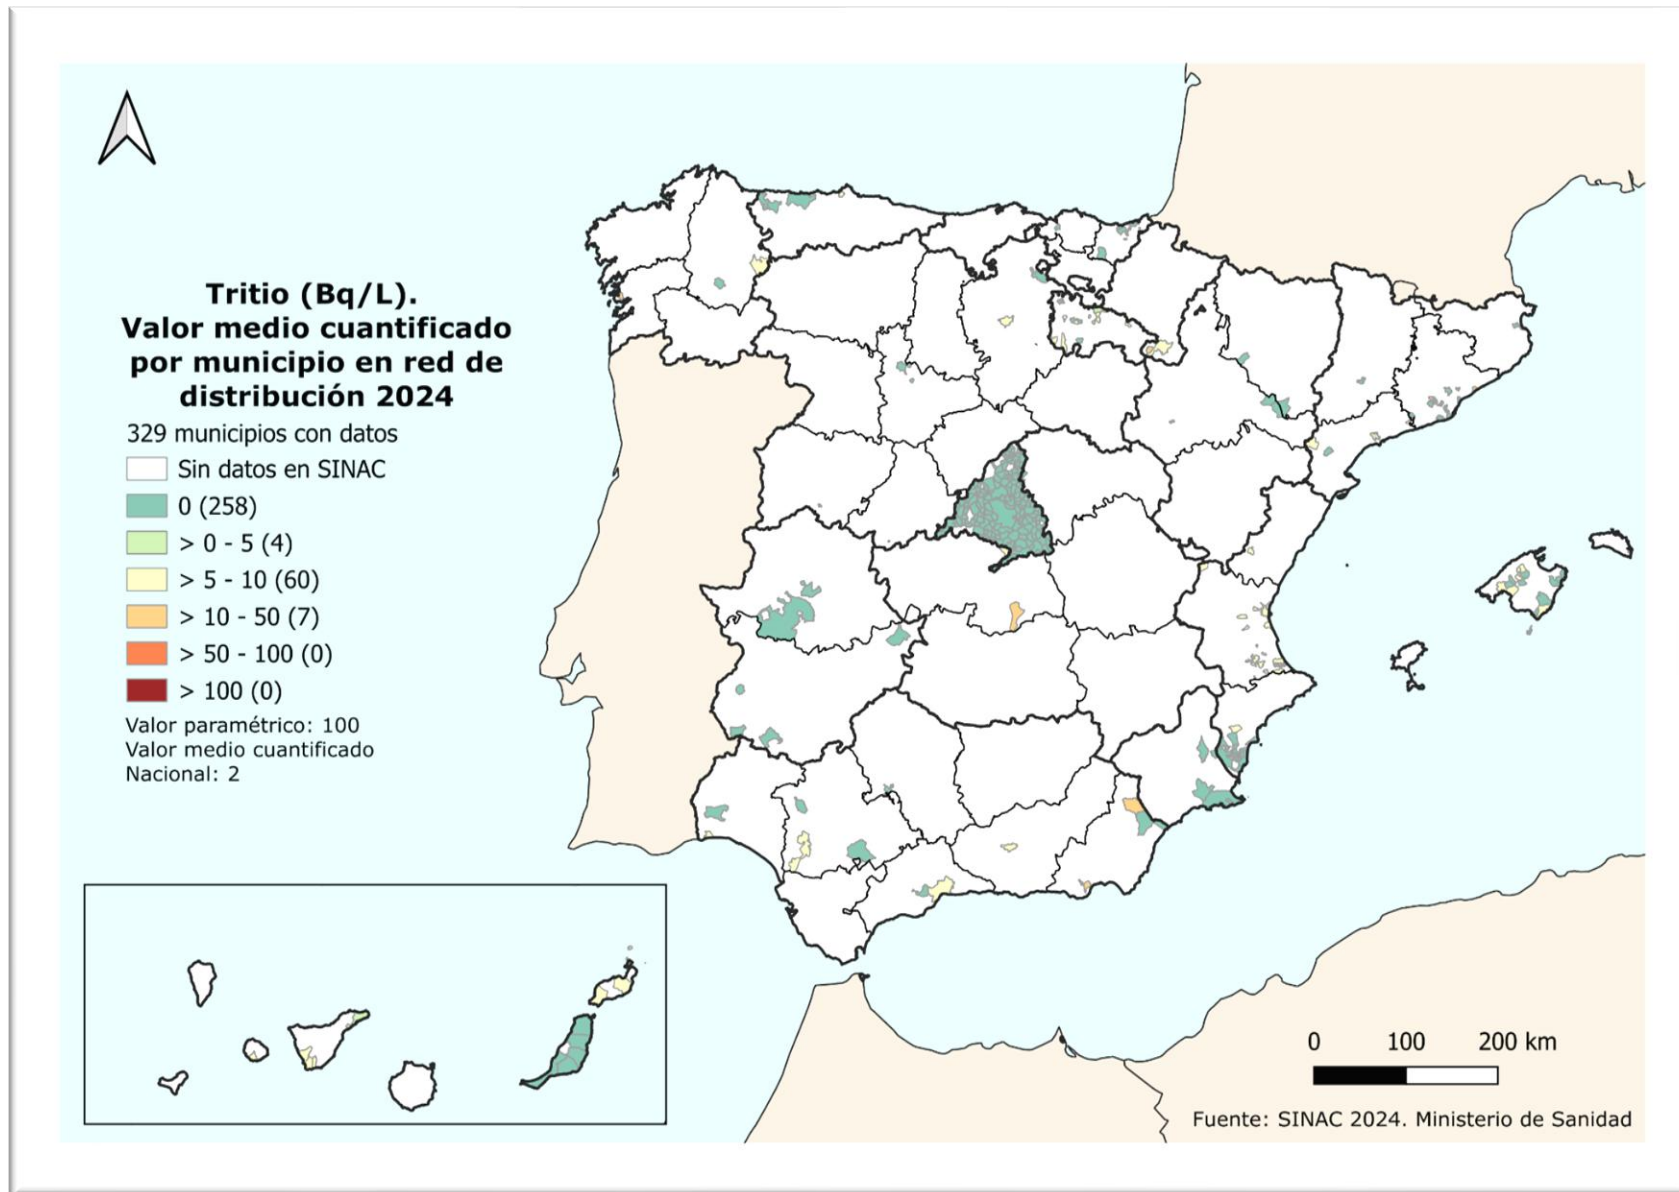 Tritio (Bq/L).
Valor medio cuantificado
por municipio en red de
distribución 2024
329 municipios con datos
Sin datos en SINAC
0 (258)
> 0 - 5 (4)
> 5 - 10 (60)
> 10 - 50 (7)
> 50 - 100 (0)
> 100 (0)
Valor paramétrico: 100
Valor medio cuantificado
Nacional: 2
0 100 200 km
Fuente: SINAC 2024. Ministerio de Sanidad